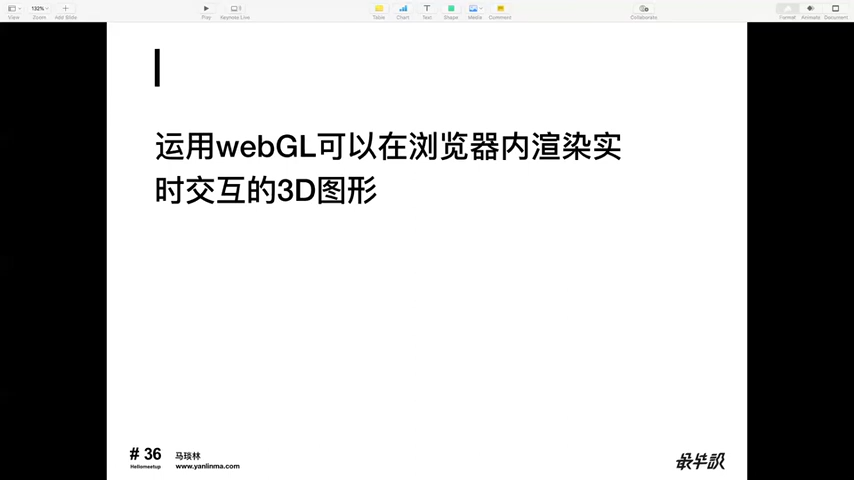 132%
View
Zoom
Add Slide
Play
Keynote Live
Table
Chart
Text
Shape
Media
Comment
Collaborate
Format
Animate
Document
运用webGL可以在浏览器内渲染实
时交互的3D图形
# 36
Hellomeetup
马琰林
www.yanlinma.com